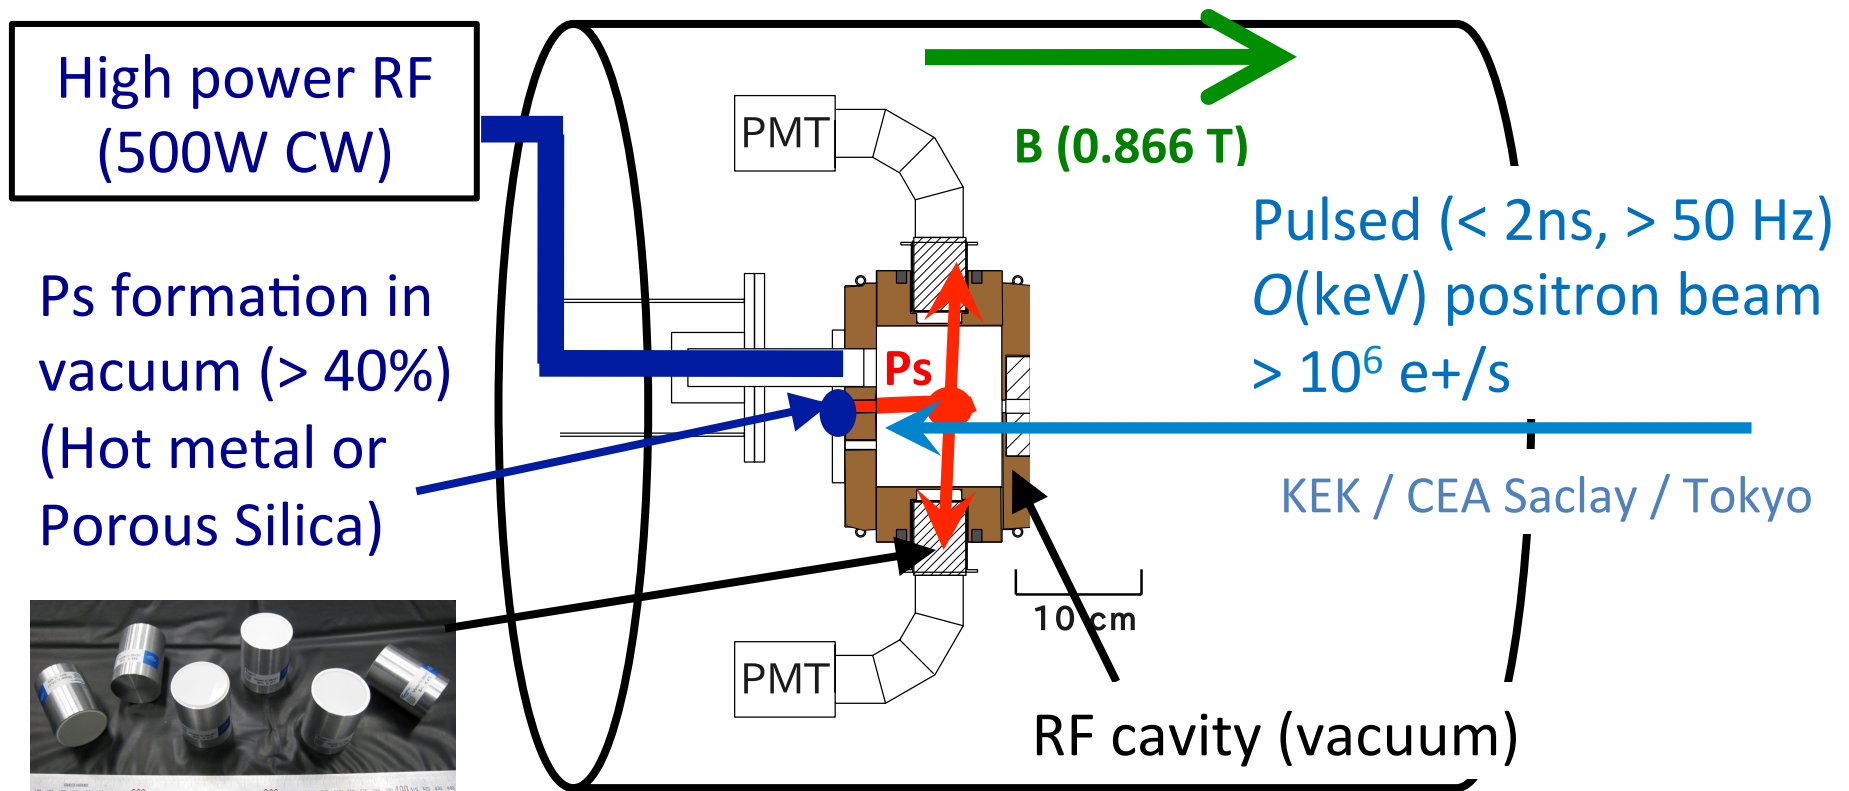 High power RF
(500W CW)
PMT
B (0.866 T)
Pulsed (< 2ns, > 50 Hz)
O(keV) positron beam
> 10⁶ e+/s
Ps formation in
vacuum (> 40%)
(Hot metal or
Porous Silica)
Ps
KEK / CEA Saclay / Tokyo
10 cm
PMT
RF cavity (vacuum)